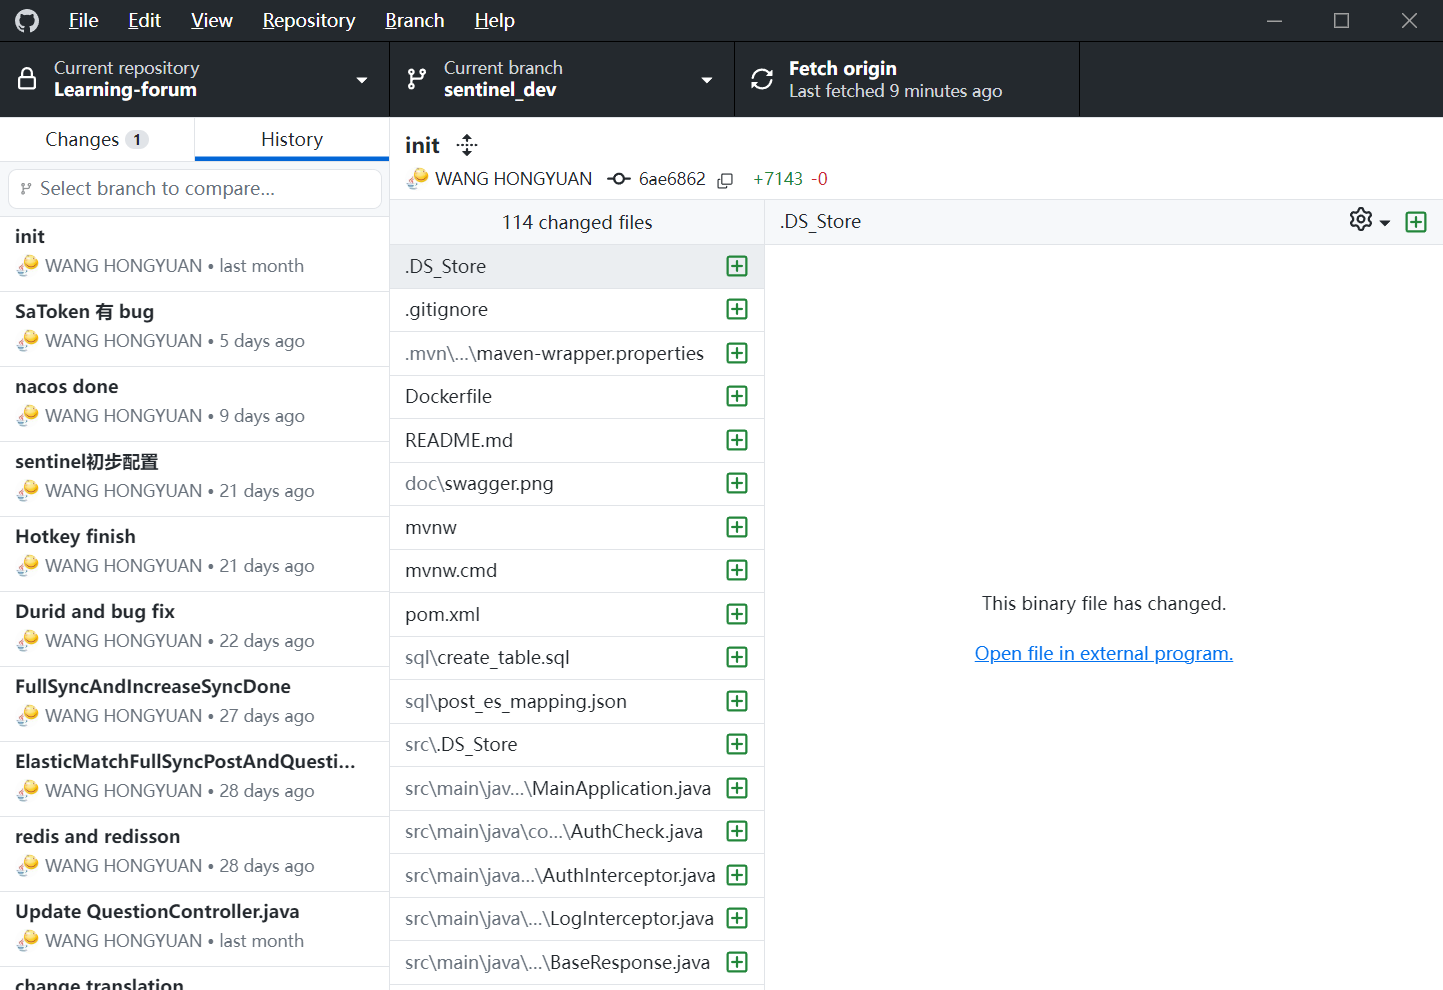 File Edit View Repository Branch Help
Current repository
Learning-forum
Current branch
sentinel_dev
Fetch origin
Last fetched 9 minutes ago
Changes 1
History
Select branch to compare...
init
WANG HONGYUAN • last month
SaToken 有 bug
WANG HONGYUAN • 5 days ago
nacos done
WANG HONGYUAN • 9 days ago
sentinel初步配置
WANG HONGYUAN • 21 days ago
Hotkey finish
WANG HONGYUAN • 21 days ago
Durid and bug fix
WANG HONGYUAN • 22 days ago
FullSyncAndIncreaseSyncDone
WANG HONGYUAN • 27 days ago
ElasticMatchFullSyncPostAndQuesti...
WANG HONGYUAN • 28 days ago
redis and redisson
WANG HONGYUAN • 28 days ago
Update QuestionController.java
WANG HONGYUAN • last month
change translation
init
WANG HONGYUAN 6ae6862 +7143 -0
114 changed files
.DS_Store
.gitignore
.mvn\...\maven-wrapper.properties
Dockerfile
README.md
doc\swagger.png
mvnw
mvnw.cmd
pom.xml
sql\create_table.sql
sql\post_es_mapping.json
src\.DS_Store
src\main\jav...\MainApplication.java
src\main\java\co...\AuthCheck.java
src\main\java...\AuthInterceptor.java
src\main\java\...\LogInterceptor.java
src\main\java\...\BaseResponse.java
.DS_Store
This binary file has changed.
Open file in external program.